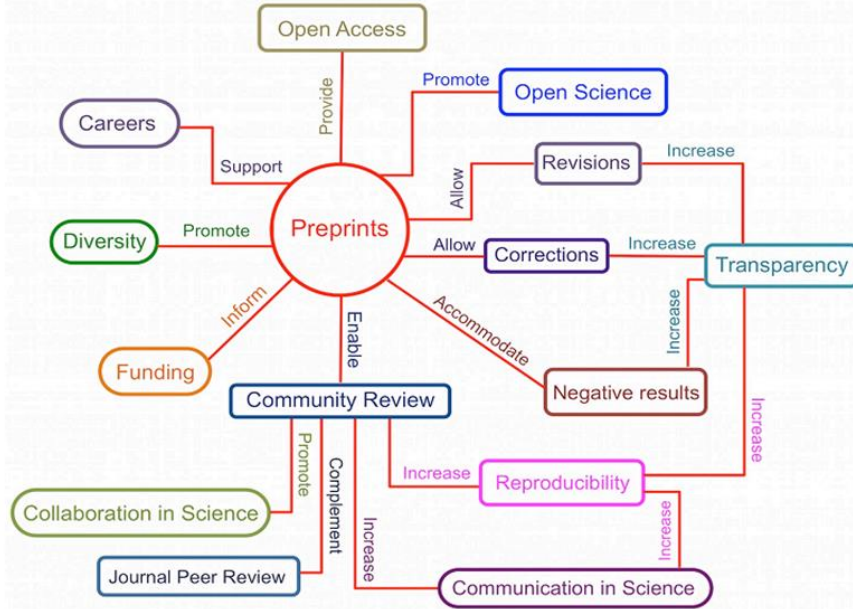 Open Access
Provide
Promote
Open Science
Careers
Support
Revisions
Increase
Allow
Preprints
Diversity
Promote
Allow
Corrections
Increase
Transparency
Inform
Funding
Enable
Accommodate
Increase
Negative results
Community Review
Increase
Promote
Complement
Increase
Increase
Reproducibility
Collaboration in Science
Increase
Journal Peer Review
Communication in Science